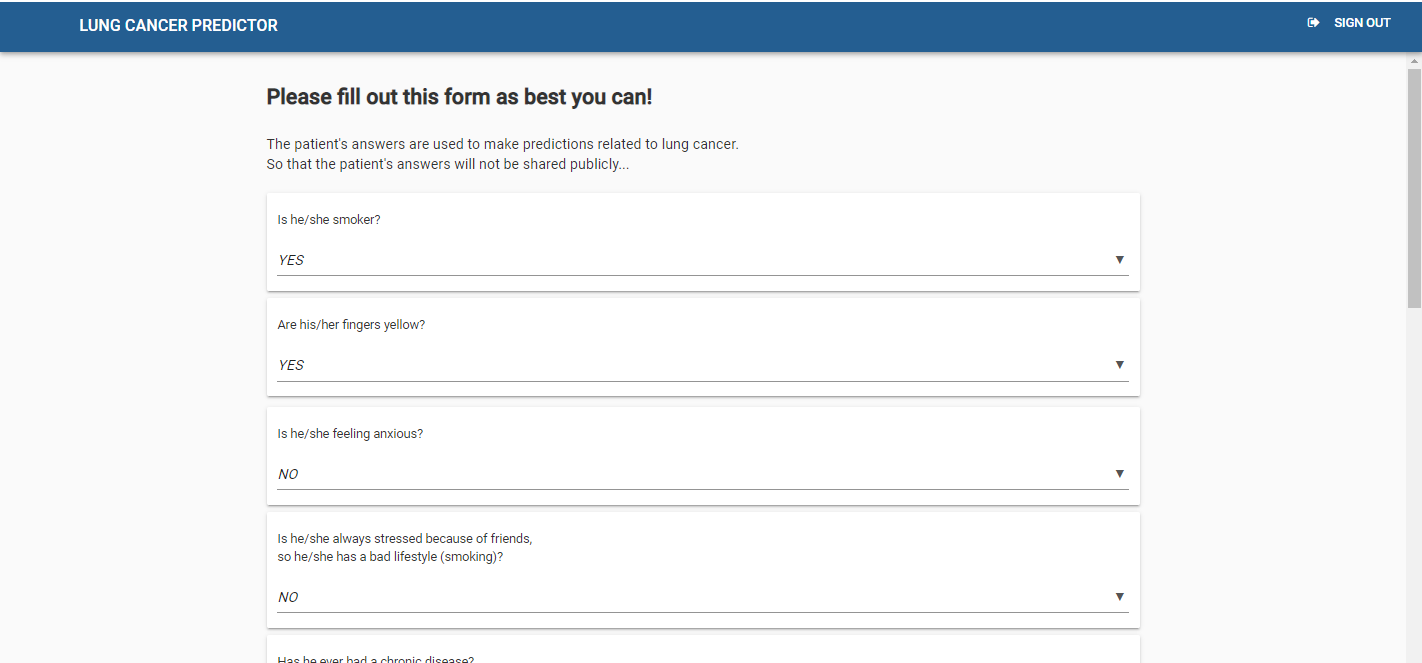 LUNG CANCER PREDICTOR
SIGN OUT
Please fill out this form as best you can!
The patient's answers are used to make predictions related to lung cancer.
So that the patient's answers will not be shared publicly...
Is he/she smoker?
YES
Are his/her fingers yellow?
YES
Is he/she feeling anxious?
NO
Is he/she always stressed because of friends,
so he/she has a bad lifestyle (smoking)?
NO
Has he ever had a chronic disease?